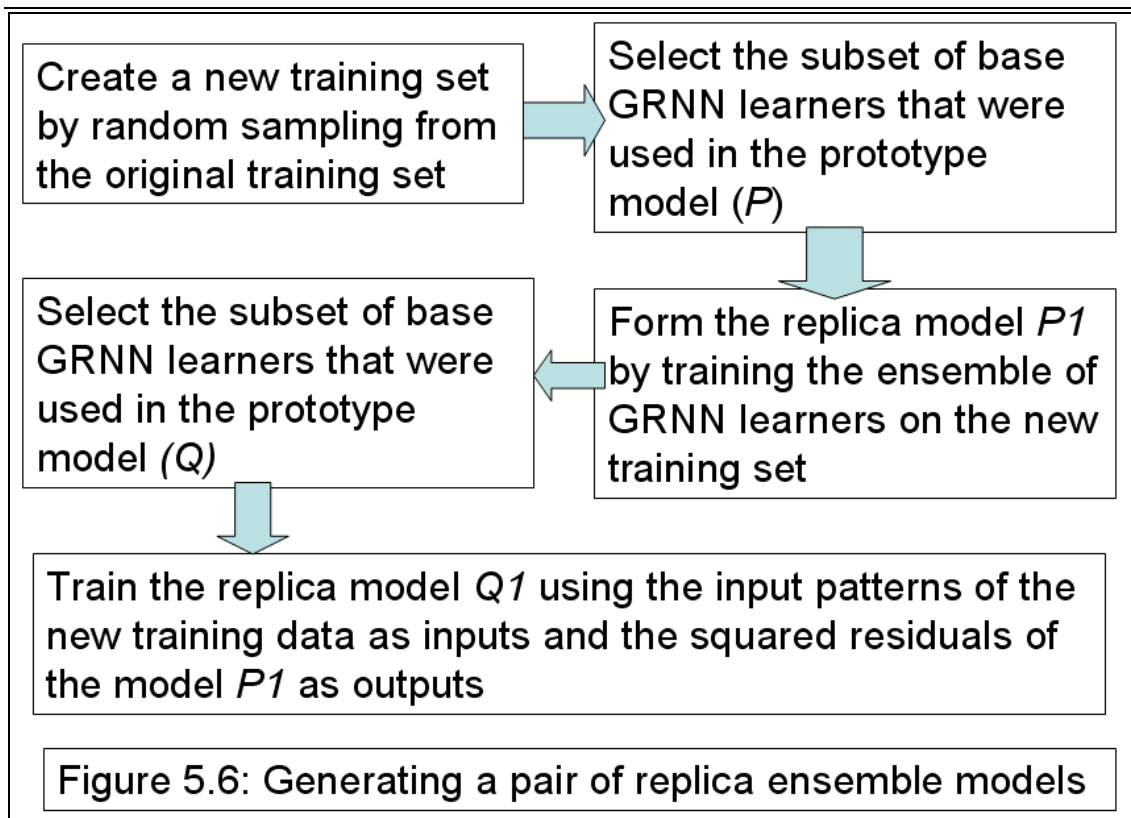 Create a new training set
by random sampling from
the original training set
Select the subset of base
GRNN learners that were
used in the prototype
model (P)
Form the replica model P1
by training the ensemble of
GRNN learners on the new
training set
Select the subset of base
GRNN learners that were
used in the prototype
model (Q)
Train the replica model Q1 using the input patterns of the
new training data as inputs and the squared residuals of
the model P1 as outputs
Figure 5.6: Generating a pair of replica ensemble models